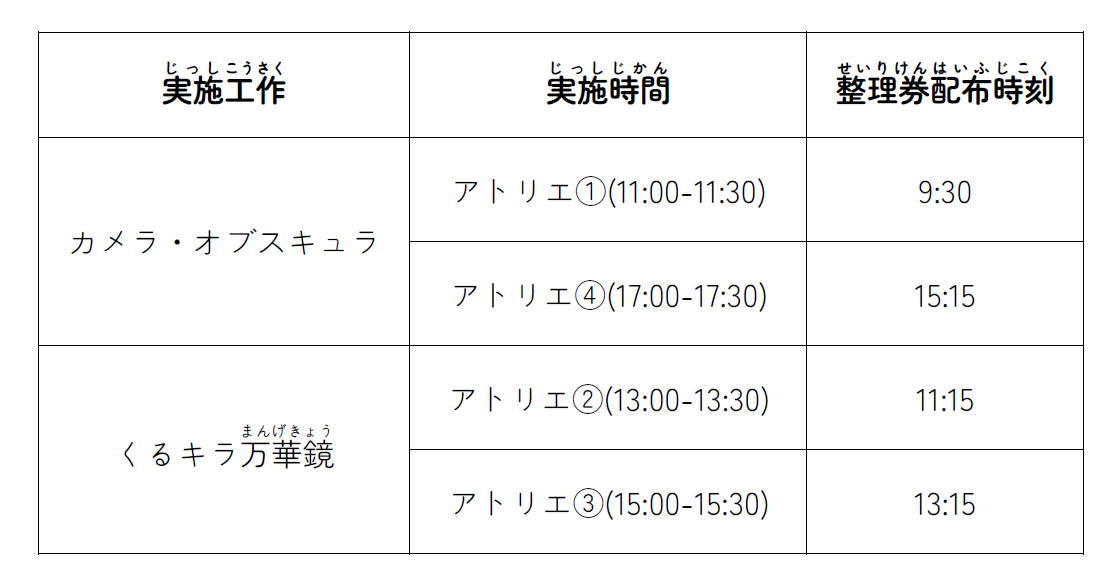 じっしこうさく
実施工作
じっしじかん
実施時間
せいりけんはいふじこく
整理券配布時刻
カメラ・オブスキュラ
アトリエ①(11:00-11:30)
9:30
アトリエ④(17:00-17:30)
15:15
まんげきょう
くるキラ万華鏡
アトリエ②(13:00-13:30)
11:15
アトリエ③(15:00-15:30)
13:15